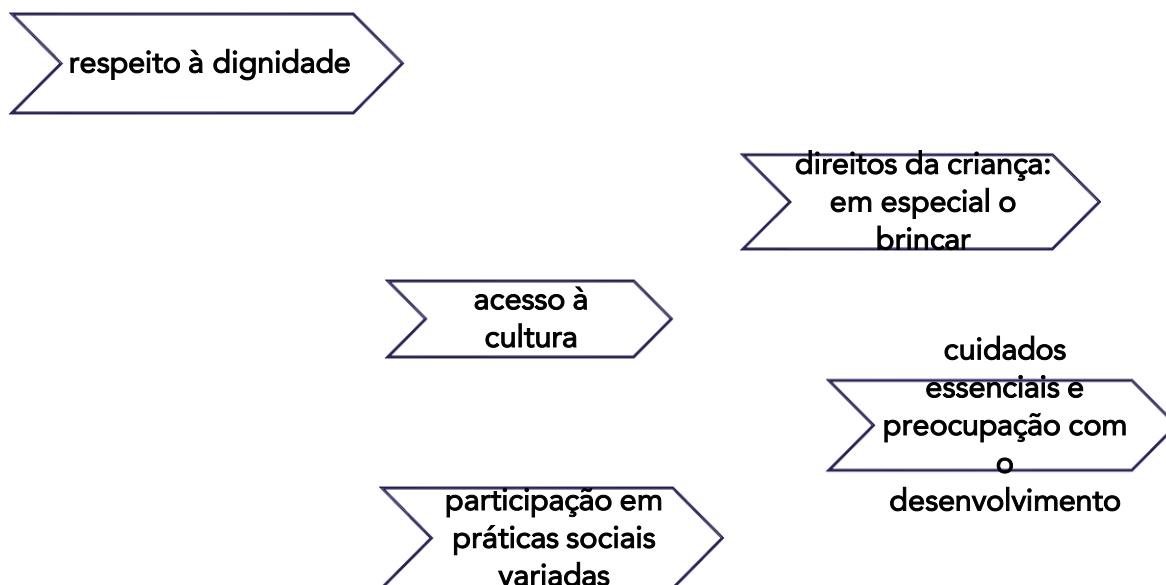 respeito à dignidade
direitos da criança:
em especial o
brincar
acesso à
cultura
cuidados
essenciais e
preocupação com
o
desenvolvimento
participação em
práticas sociais
variadas